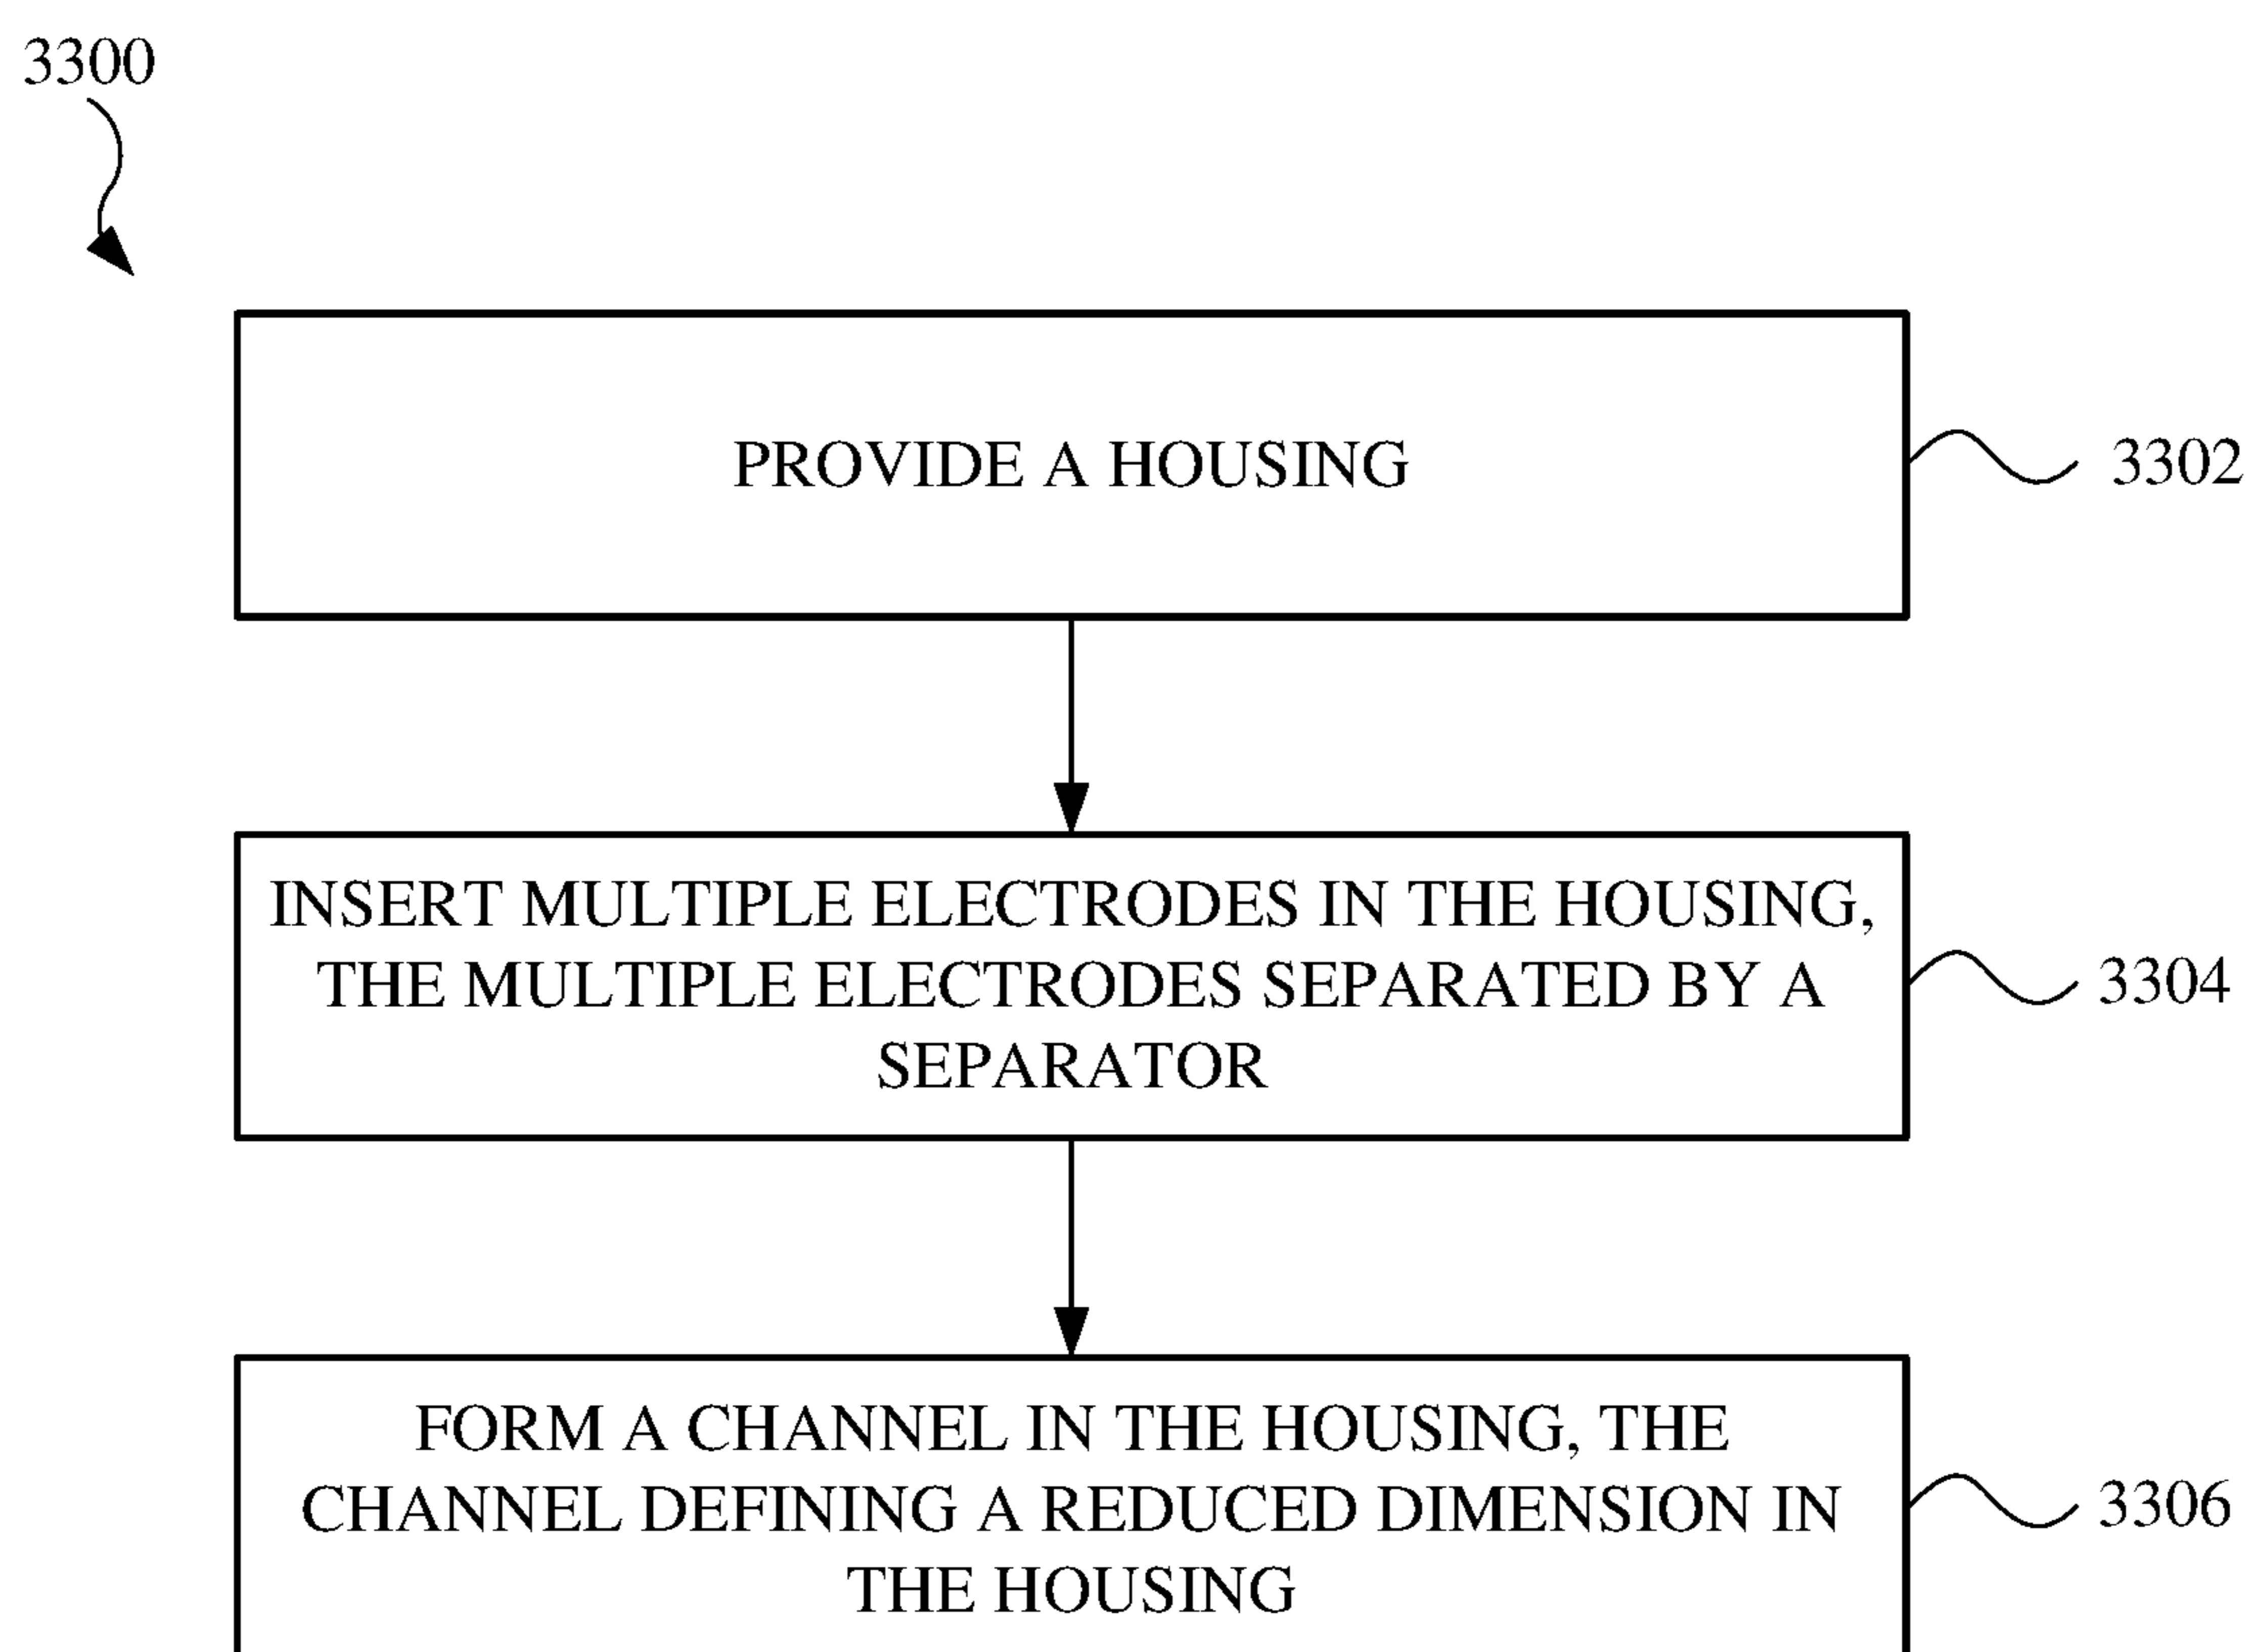 3300
PROVIDE A HOUSING
3302
INSERT MULTIPLE ELECTRODES IN THE HOUSING,
THE MULTIPLE ELECTRODES SEPARATED BY A
SEPARATOR
3304
FORM A CHANNEL IN THE HOUSING, THE
CHANNEL DEFINING A REDUCED DIMENSION IN
THE HOUSING
3306